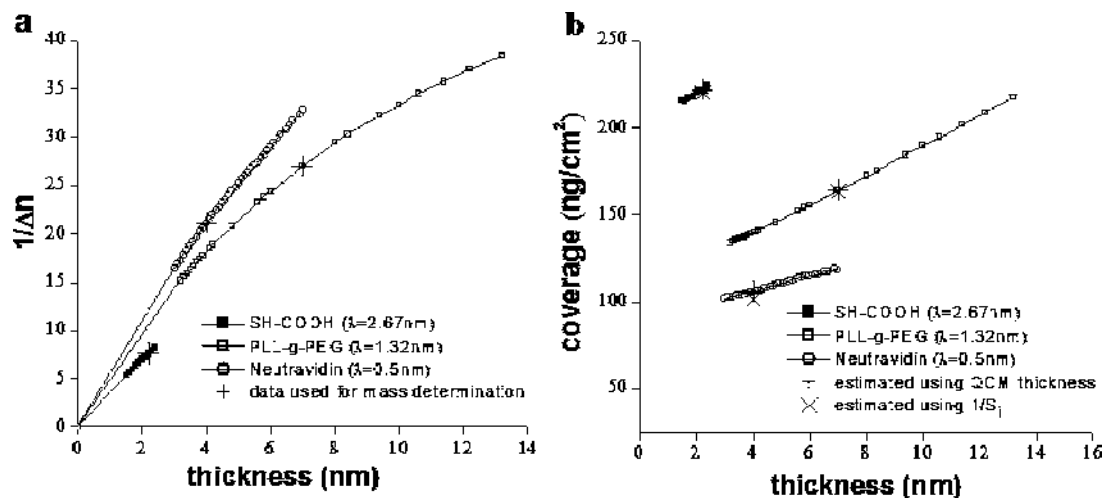 a
40
35
30
25
20
15
10
5
0
1/Δn
SH-COOH (λ=2.67nm)
PLL-g-PEG (λ=1.32nm)
Neutravidin (λ=0.5nm)
data used for mass determination
0 2 4 6 8 10 12 14
thickness (nm)
b
250
200
150
100
50
coverage (ng/cm²)
SH-COOH (λ=2.67nm)
PLL-g-PEG (λ=1.32nm)
Neutravidin (λ=0.5nm)
estimated using QCM thickness
estimated using 1/S
0 2 4 6 8 10 12 14 16
thickness (nm)